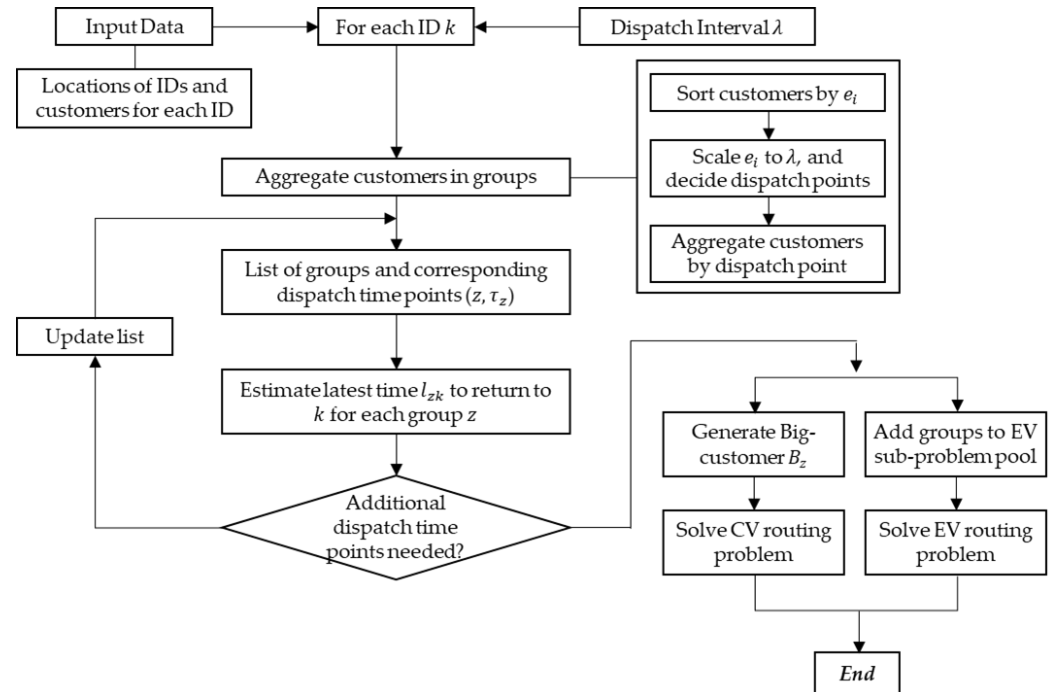 Input Data
For each ID k
Dispatch Interval λ
Locations of IDs and
customers for each ID
Sort customers by eᵢ
Scale eᵢ to λ, and
decide dispatch points
Aggregate customers
by dispatch point
Aggregate customers in groups
List of groups and corresponding
dispatch time points (z, τ_z)
Update list
Estimate latest time l_zk to return to
k for each group z
Additional
dispatch time
points needed?
Generate Big-
customer B_z
Add groups to EV
sub-problem pool
Solve CV routing
problem
Solve EV routing
problem
End